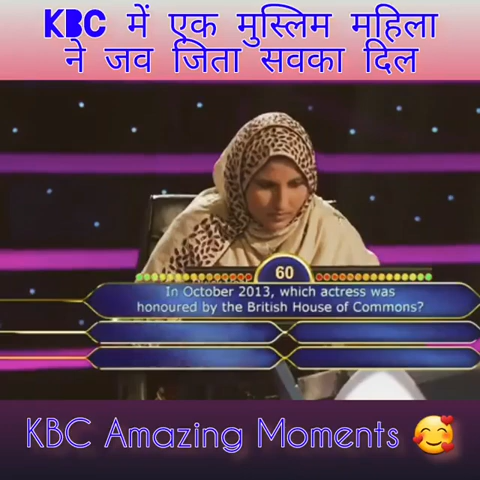 KBC में एक मुस्लिम महिला
ने जव जिता सवका दिल
60
In October 2013, which actress was
honoured by the British House of Commons?
KBC Amazing Moments 🥰